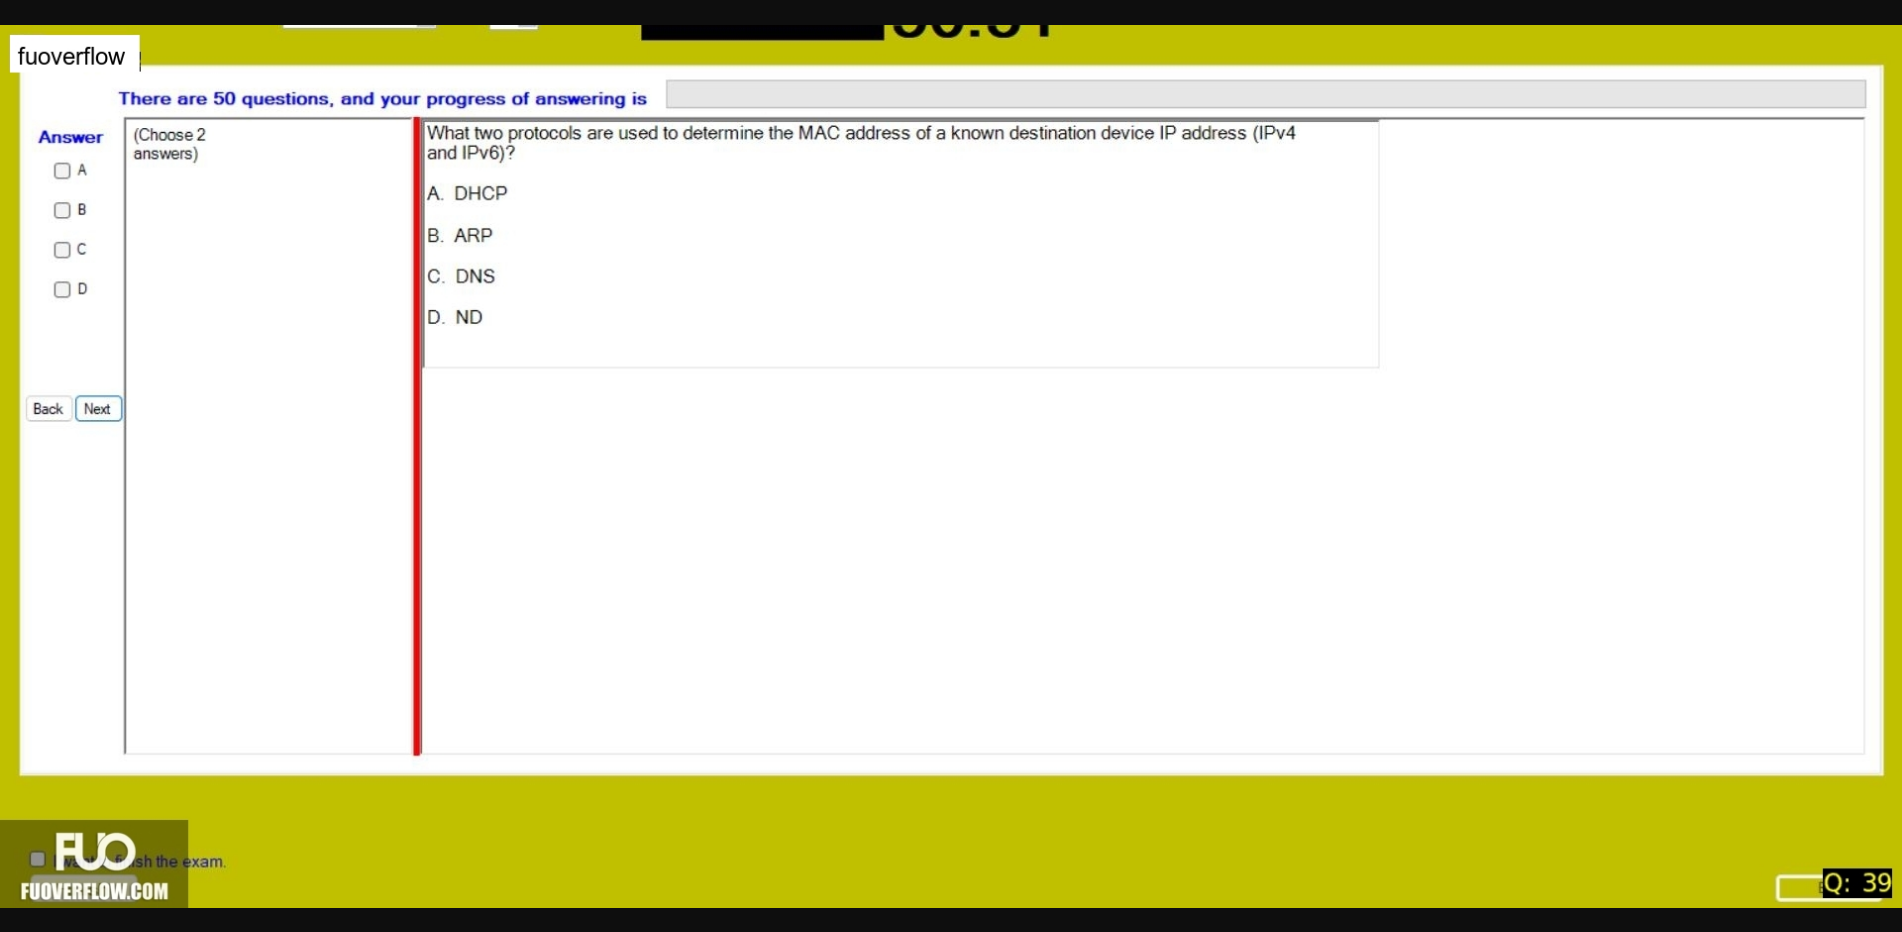 fuoverflow
There are 50 questions, and your progress of answering is
Answer
(Choose 2
answers)
A
B
C
D
Back
Next
What two protocols are used to determine the MAC address of a known destination device IP address (IPv4
and IPv6)?
A. DHCP
B. ARP
C. DNS
D. ND
FUO
the exam.
FUOVERFLOW.COM
Q: 39